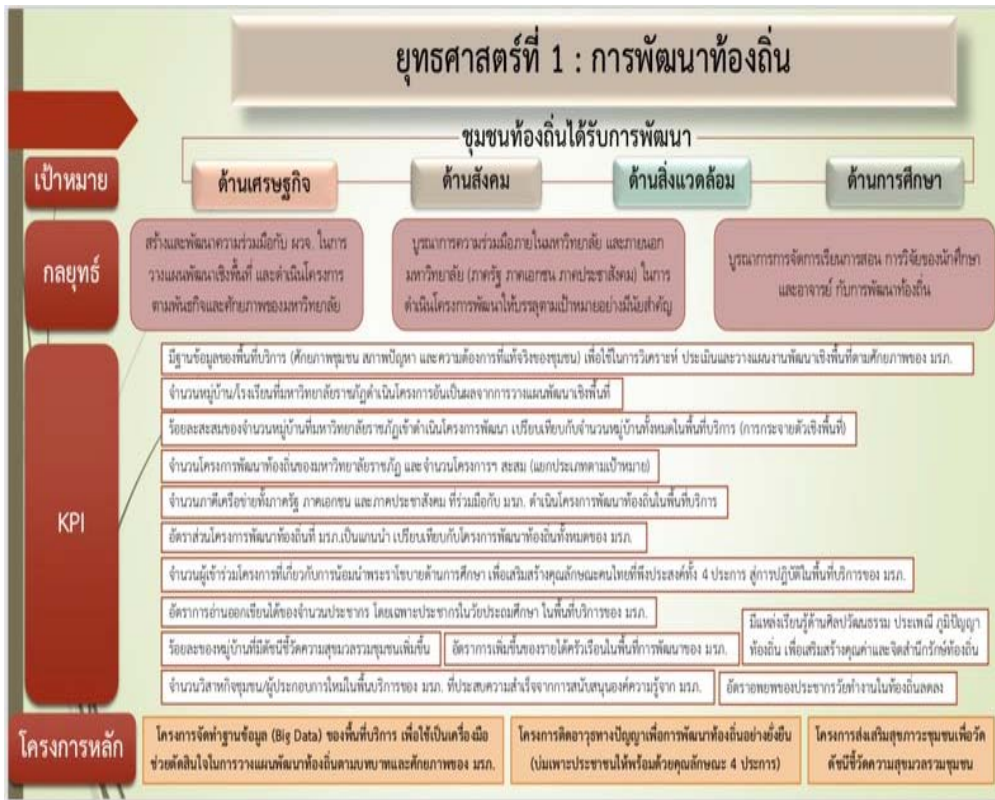 ยุทธศาสตร์ที่ 1 : การพัฒนาท้องถิ่น
ชุมชนท้องถิ่นได้รับการพัฒนา
เป้าหมาย
ด้านเศรษฐกิจ
ด้านสังคม
ด้านสิ่งแวดล้อม
ด้านการศึกษา
กลยุทธ์
สร้างและพัฒนาความร่วมมือกับ ผวจ. ในการ
วางแผนพัฒนาเชิงพื้นที่ และดำเนินโครงการ
ตามพันธกิจและศักยภาพของมหาวิทยาลัย
บูรณาการความร่วมมือภายในมหาวิทยาลัย และภายนอก
มหาวิทยาลัย (ภาครัฐ ภาคเอกชน ภาคประชาสังคม) ในการ
ดำเนินโครงการพัฒนาให้บรรลุตามเป้าหมายอย่างมีนัยสำคัญ
บูรณาการการจัดการเรียนการสอน การวิจัยของนักศึกษา
และอาจารย์ กับการพัฒนาท้องถิ่น
KPI
มีฐานข้อมูลของพื้นที่บริการ (ศักยภาพชุมชน สภาพปัญหา และความต้องการที่แท้จริงของชุมชน) เพื่อใช้ในการวิเคราะห์ ประเมินและวางแผนงานพัฒนาเชิงพื้นที่ตามศักยภาพของ มรภ.
จำนวนหมู่บ้าน/โรงเรียนที่มหาวิทยาลัยราชภัฏดำเนินโครงการอันเป็นผลจากการวางแผนพัฒนาเชิงพื้นที่
ร้อยละสะสมของจำนวนหมู่บ้านที่มหาวิทยาลัยราชภัฏเข้าดำเนินโครงการพัฒนา เปรียบเทียบกับจำนวนหมู่บ้านทั้งหมดในพื้นที่บริการ (การกระจายตัวเชิงพื้นที่)
จำนวนโครงการพัฒนาท้องถิ่นของมหาวิทยาลัยราชภัฏ และจำนวนโครงการฯ สะสม (แยกประเภทตามเป้าหมาย)
จำนวนภาคีเครือข่ายทั้งภาครัฐ ภาคเอกชน และภาคประชาสังคม ที่ร่วมมือกับ มรภ. ดำเนินโครงการพัฒนาท้องถิ่นในพื้นที่บริการ
อัตราส่วนโครงการพัฒนาท้องถิ่นที่ มรภ.เป็นแกนนำ เปรียบเทียบกับโครงการพัฒนาท้องถิ่นทั้งหมดของ มรภ.
จำนวนผู้เข้าร่วมโครงการที่เกี่ยวกับการน้อมนำพระราโชบายด้านการศึกษา เพื่อเสริมสร้างคุณลักษณะคนไทยที่พึงประสงค์ทั้ง 4 ประการ สู่การปฏิบัติในพื้นที่บริการของ มรภ.
อัตราการอ่านออกเขียนได้ของจำนวนประชากร โดยเฉพาะประชากรในวัยประถมศึกษา ในพื้นที่บริการของ มรภ.
ร้อยละของหมู่บ้านที่มีดัชนีชี้วัดความสุขมวลรวมชุมชนเพิ่มขึ้น
อัตราการเพิ่มขึ้นของรายได้ครัวเรือนในพื้นที่การพัฒนาของ มรภ.
มีแหล่งเรียนรู้ด้านศิลปวัฒนธรรม ประเพณี ภูมิปัญญา
ท้องถิ่น เพื่อเสริมสร้างคุณค่าและจิตสำนึกรักษ์ท้องถิ่น
จำนวนวิสาหกิจชุมชน/ผู้ประกอบการใหม่ในพื้นที่บริการของ มรภ. ที่ประสบความสำเร็จจากการสนับสนุนองค์ความรู้จาก มรภ.
อัตราอพยพของประชากรวัยทำงานในท้องถิ่นลดลง
โครงการหลัก
โครงการจัดทำฐานข้อมูล (Big Data) ของพื้นที่บริการ เพื่อใช้เป็นเครื่องมือ
ช่วยตัดสินใจในการวางแผนพัฒนาท้องถิ่นตามบทบาทและศักยภาพของ มรภ.
โครงการติดอาวุธทางปัญญาเพื่อการพัฒนาท้องถิ่นอย่างยั่งยืน
(บ่มเพาะประชาชนให้พร้อมด้วยคุณลักษณะ 4 ประการ)
โครงการส่งเสริมสุขภาวะชุมชนเพื่อวัด
ดัชนีชี้วัดความสุขมวลรวมชุมชน